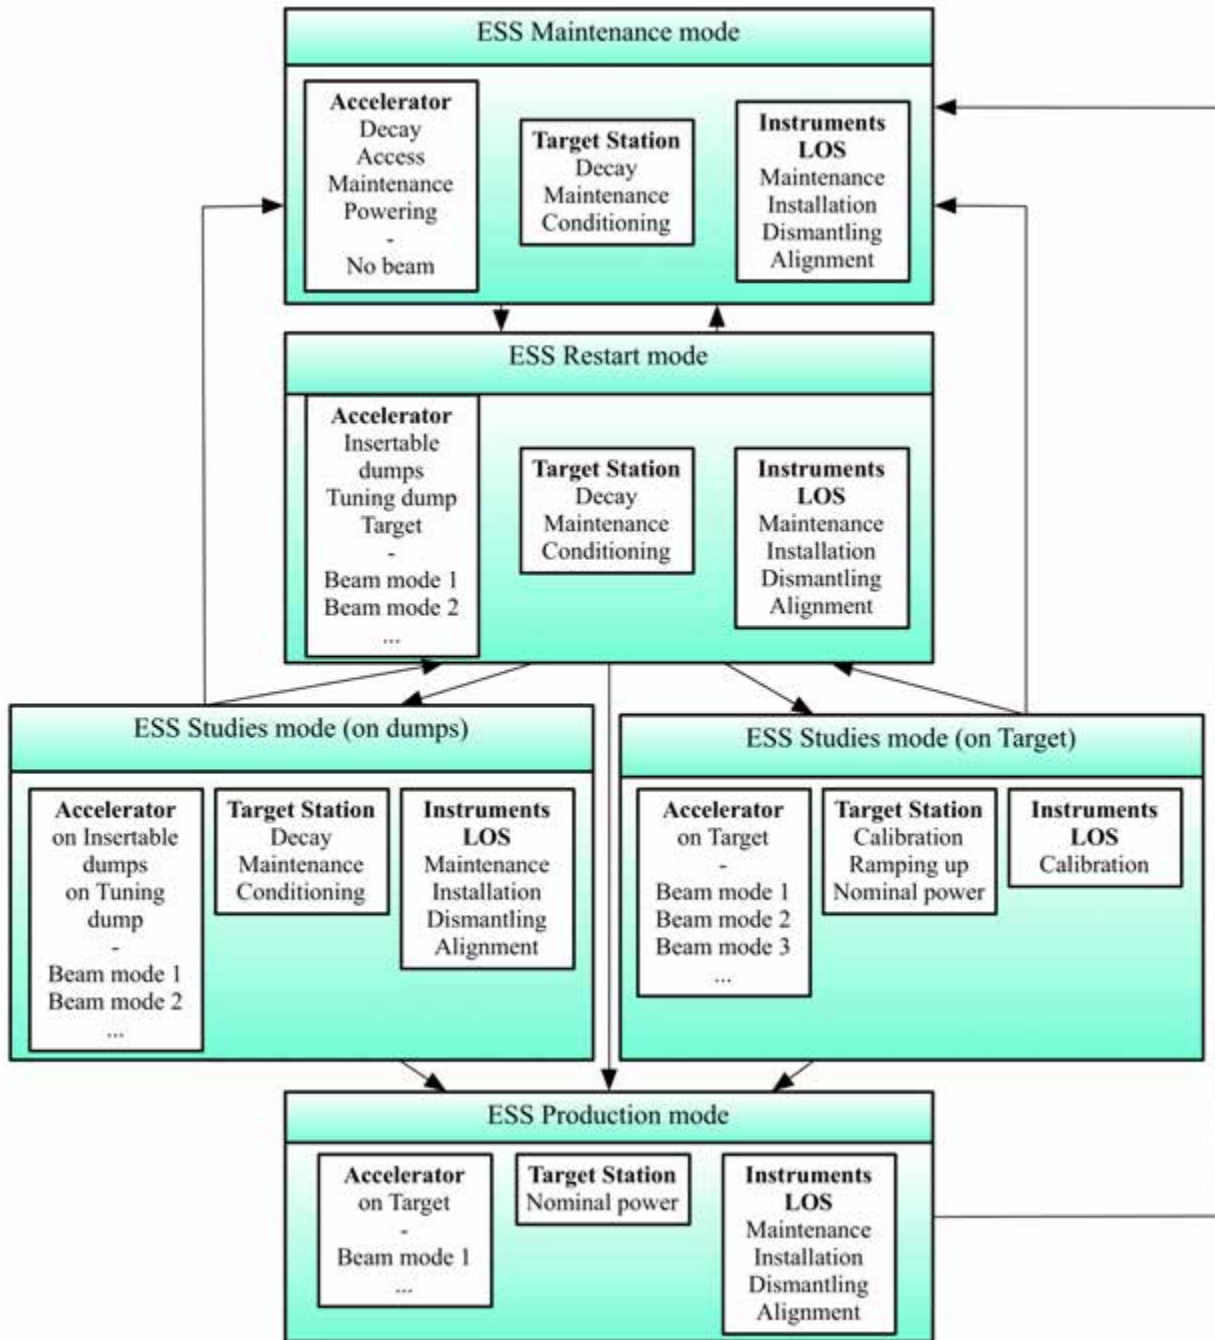 ESS Maintenance mode
Accelerator
Decay
Access
Maintenance
Powering
-
No beam
Target Station
Decay
Maintenance
Conditioning
Instruments
LOS
Maintenance
Installation
Dismantling
Alignment
ESS Restart mode
Accelerator
Insertable
dumps
Tuning dump
Target
-
Beam mode 1
Beam mode 2
...
Target Station
Decay
Maintenance
Conditioning
Instruments
LOS
Maintenance
Installation
Dismantling
Alignment
ESS Studies mode (on dumps)
Accelerator
on Insertable
dumps
on Tuning
dump
-
Beam mode 1
Beam mode 2
...
Target Station
Decay
Maintenance
Conditioning
Instruments
LOS
Maintenance
Installation
Dismantling
Alignment
ESS Studies mode (on Target)
Accelerator
on Target
-
Beam mode 1
Beam mode 2
Beam mode 3
...
Target Station
Calibration
Ramping up
Nominal power
Instruments
LOS
Calibration
ESS Production mode
Accelerator
on Target
-
Beam mode 1
...
Target Station
Nominal power
Instruments
LOS
Maintenance
Installation
Dismantling
Alignment